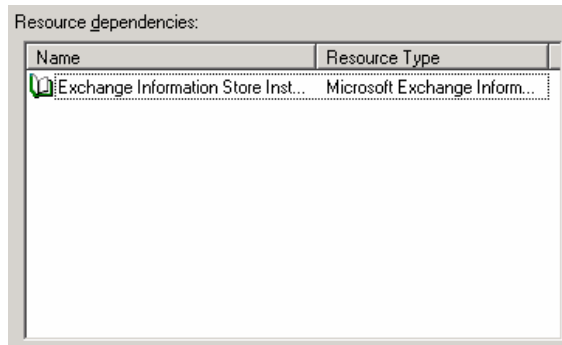 Resource dependencies:
Name Resource Type
Exchange Information Store Inst... Microsoft Exchange Inform...